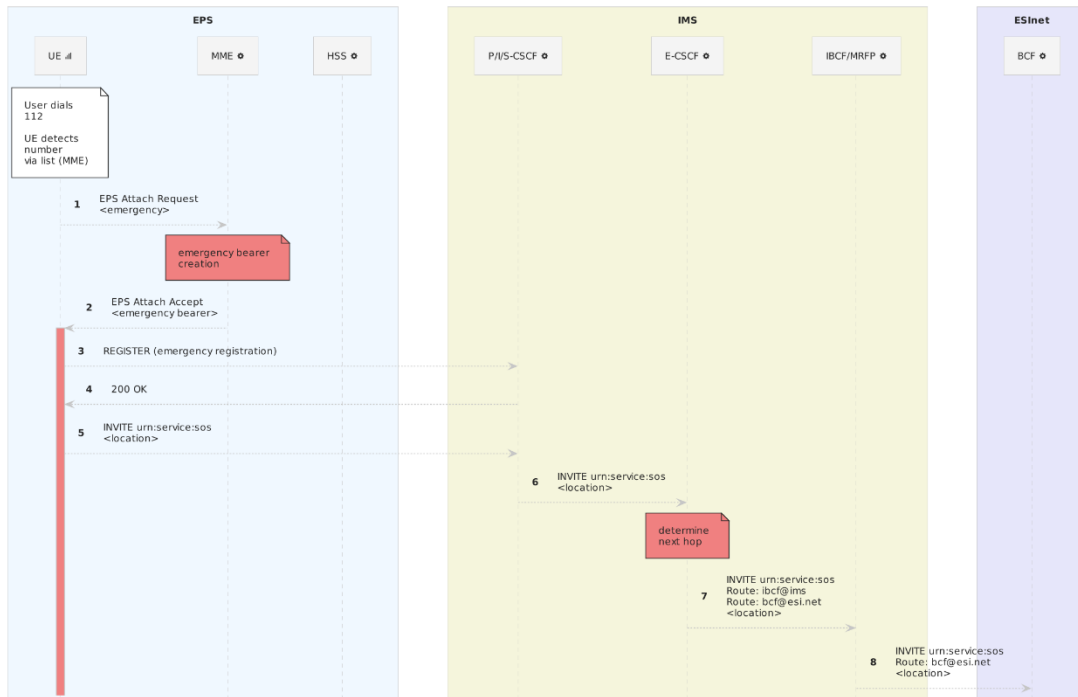 EPS
IMS
ESInet
UE
MME
HSS
P/I/S-CSCF
E-CSCF
IBCF/MRFP
BCF
User dials
112
UE detects
number
via list (MME)
1
EPS Attach Request
<emergency>
emergency bearer
creation
2
EPS Attach Accept
<emergency bearer>
3
REGISTER (emergency registration)
4
200 OK
5
INVITE urn:service:sos
<location>
6
INVITE urn:service:sos
<location>
determine
next hop
7
INVITE urn:service:sos
Route: ibcf@ims
Route: bcf@esi.net
<location>
8
INVITE urn:service:sos
Route: bcf@esi.net
<location>